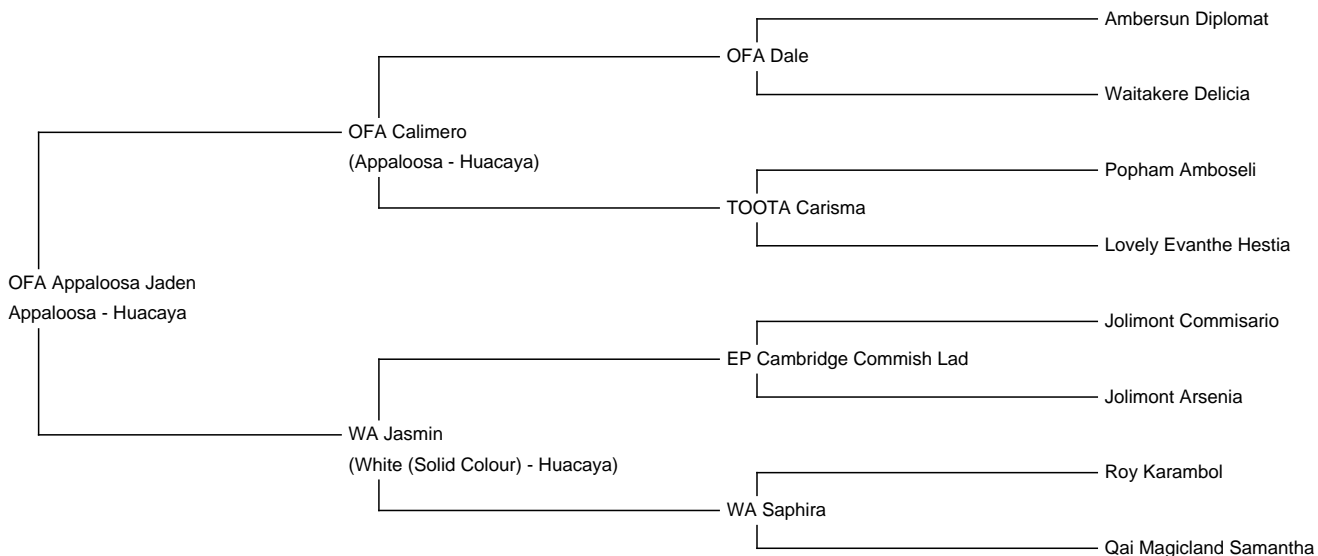 Ambersun Diplomat
OFA Dale
Waitakere Delicia
OFA Calimero
(Appaloosa - Huacaya)
Popham Amboseli
TOOTA Carisma
Lovely Evanthe Hestia
OFA Appaloosa Jaden
Appaloosa - Huacaya
Jolimont Commisario
EP Cambridge Commish Lad
Jolimont Arsenia
WA Jasmin
(White (Solid Colour) - Huacaya)
Roy Karambol
WA Saphira
Qai Magicland Samantha